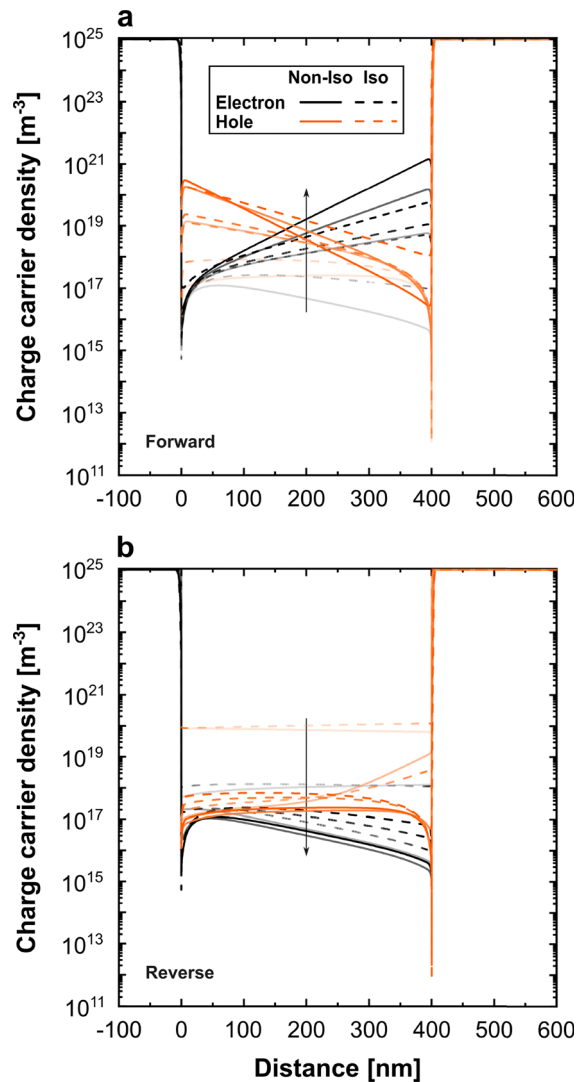 a
10^25
10^23
10^21
10^19
10^17
10^15
10^13
10^11
Charge carrier density [m^-3]
Non-Iso Iso
Electron
Hole
Forward
-100 0 100 200 300 400 500 600
b
10^25
10^23
10^21
10^19
10^17
10^15
10^13
10^11
Charge carrier density [m^-3]
Reverse
-100 0 100 200 300 400 500 600
Distance [nm]